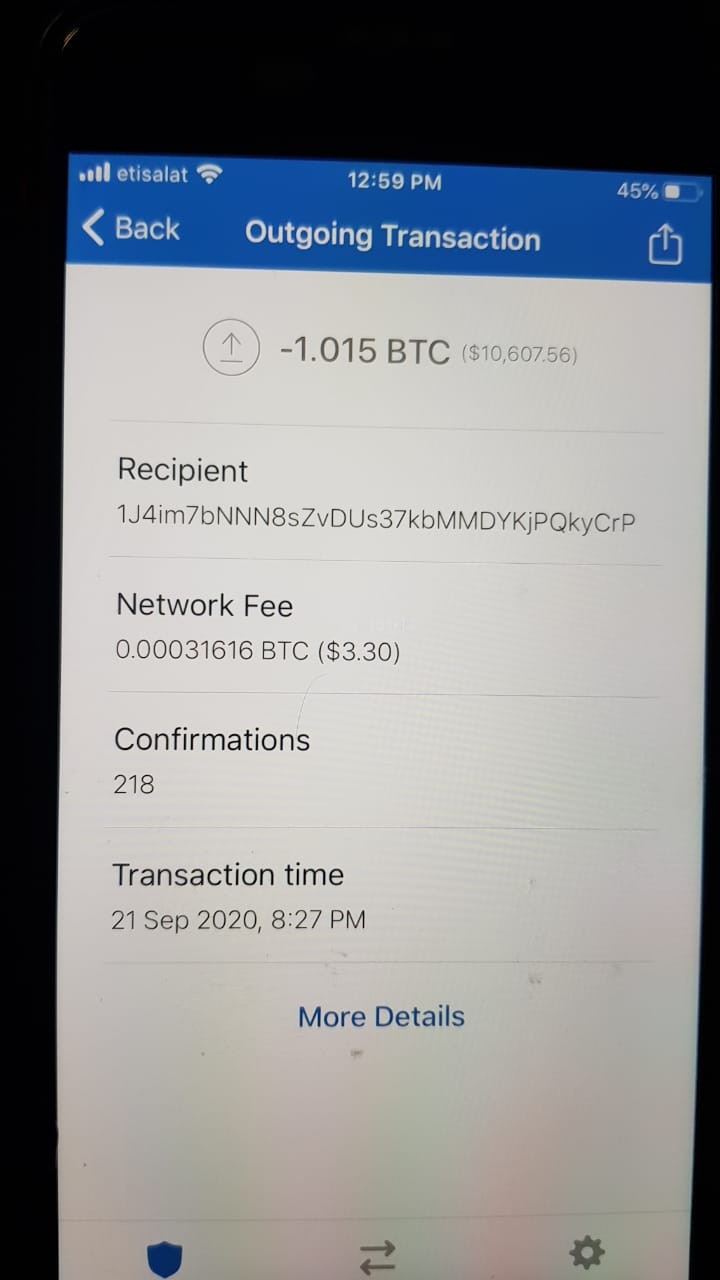 etisalat 12:59 PM 45%
Back Outgoing Transaction
-1.015 BTC ($10,607.56)
Recipient
1J4im7bNNN8sZvDUs37kbMMDYKjPQkyCrP
Network Fee
0.00031616 BTC ($3.30)
Confirmations
218
Transaction time
21 Sep 2020, 8:27 PM
More Details